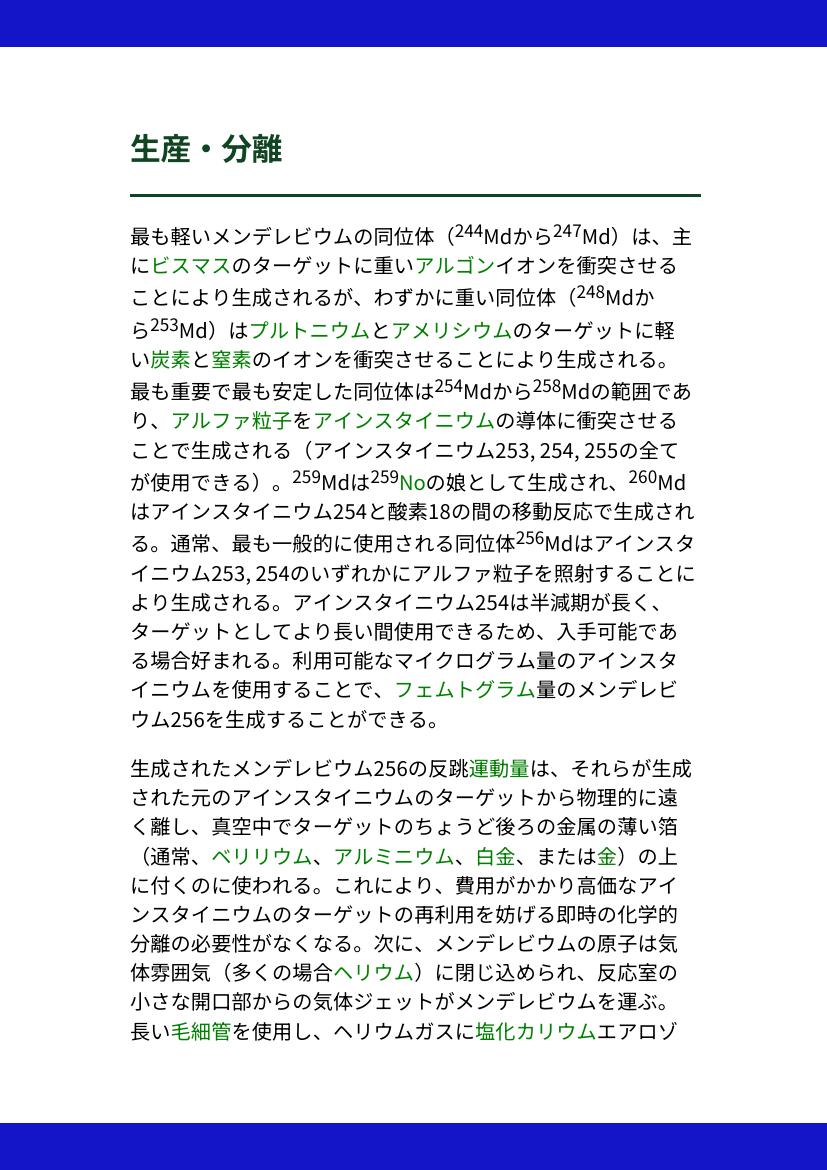 生産・分離
最も軽いメンデレビウムの同位体（²⁴⁴Mdから²⁴⁷Md）は、主
にビスマスのターゲットに重いアルゴンイオンを衝突させる
ことにより生成されるが、わずかに重い同位体（²⁴⁸Mdか
ら²⁵³Md）はプルトニウムとアメリシウムのターゲットに軽
い炭素と窒素のイオンを衝突させることにより生成される。
最も重要で最も安定した同位体は²⁵⁴Mdから²⁵⁸Mdの範囲であ
り、アルファ粒子をアインスタイニウムの導体に衝突させる
ことで生成される（アインスタイニウム253, 254, 255の全て
が使用できる）。²⁵⁹Mdは²⁵⁹Noの娘として生成され、²⁶⁰Md
はアインスタイニウム254と酸素18の間の移動反応で生成され
る。通常、最も一般的に使用される同位体²⁵⁶Mdはアインスタ
イニウム253, 254のいずれかにアルファ粒子を照射することに
より生成される。アインスタイニウム254は半減期が長く、
ターゲットとしてより長い間使用できるため、入手可能であ
る場合好まれる。利用可能なマイクログラム量のアインスタ
イニウムを使用することで、フェムトグラム量のメンデレビ
ウム256を生成することができる。
生成されたメンデレビウム256の反跳運動量は、それらが生成
された元のアインスタイニウムのターゲットから物理的に遠
く離し、真空中でターゲットのちょうど後ろの金属の薄い箔
（通常、ベリリウム、アルミニウム、白金、または金）の上
に付くのに使われる。これにより、費用がかかり高価なアイ
ンスタイニウムのターゲットの再利用を妨げる即時の化学的
分離の必要性がなくなる。次に、メンデレビウムの原子は気
体雰囲気（多くの場合ヘリウム）に閉じ込められ、反応室の
小さな開口部からの気体ジェットがメンデレビウムを運ぶ。
長い毛細管を使用し、ヘリウムガスに塩化カリウムエアロゾ